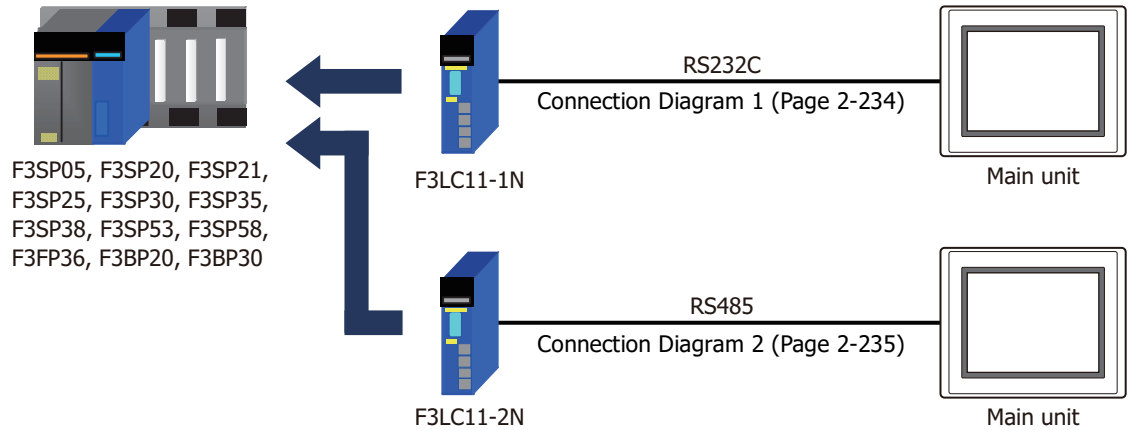 RS232C
Connection Diagram 1 (Page 2-234)
F3SP05, F3SP20, F3SP21,
F3SP25, F3SP30, F3SP35,
F3SP38, F3SP53, F3SP58,
F3FP36, F3BP20, F3BP30
F3LC11-1N
Main unit
RS485
Connection Diagram 2 (Page 2-235)
F3LC11-2N
Main unit